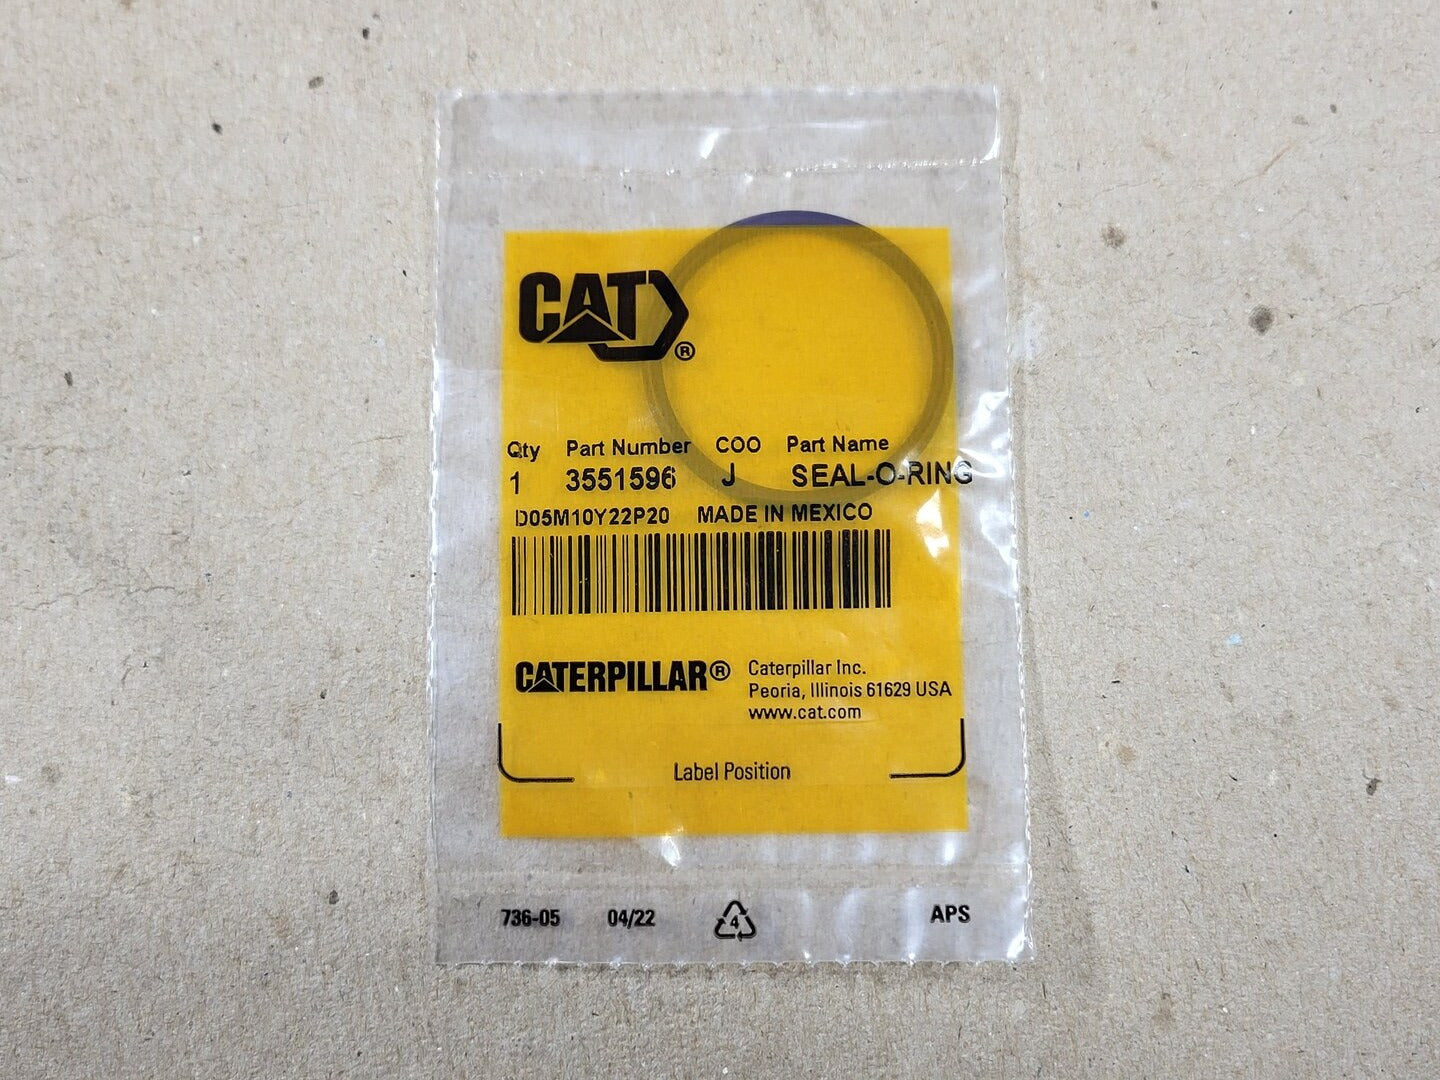 CAT®
Qty Part Number COO Part Name
1 3551596 J SEAL-O-RING
D05M10Y22P20 MADE IN MEXICO
CATERPILLAR® Caterpillar Inc.
Peoria, Illinois 61629 USA
www.cat.com
Label Position
736-05 04/22 4 APS